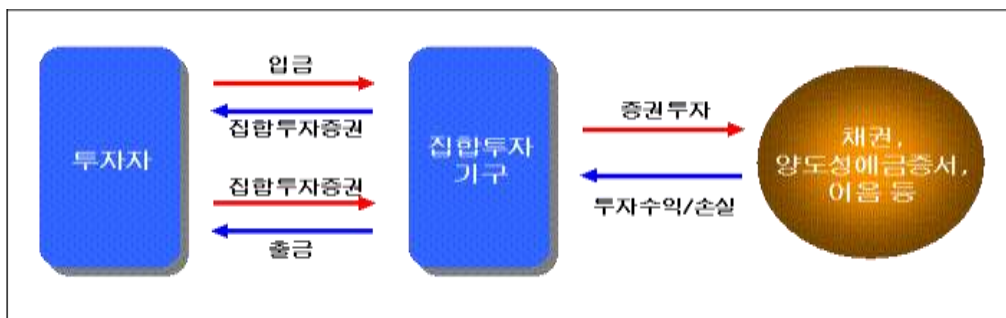 투자자
입금
집합투자증권
집합투자증권
출금
집합투자
기구
증권투자
투자수익/손실
채권,
양도성예금증서,
어음 등